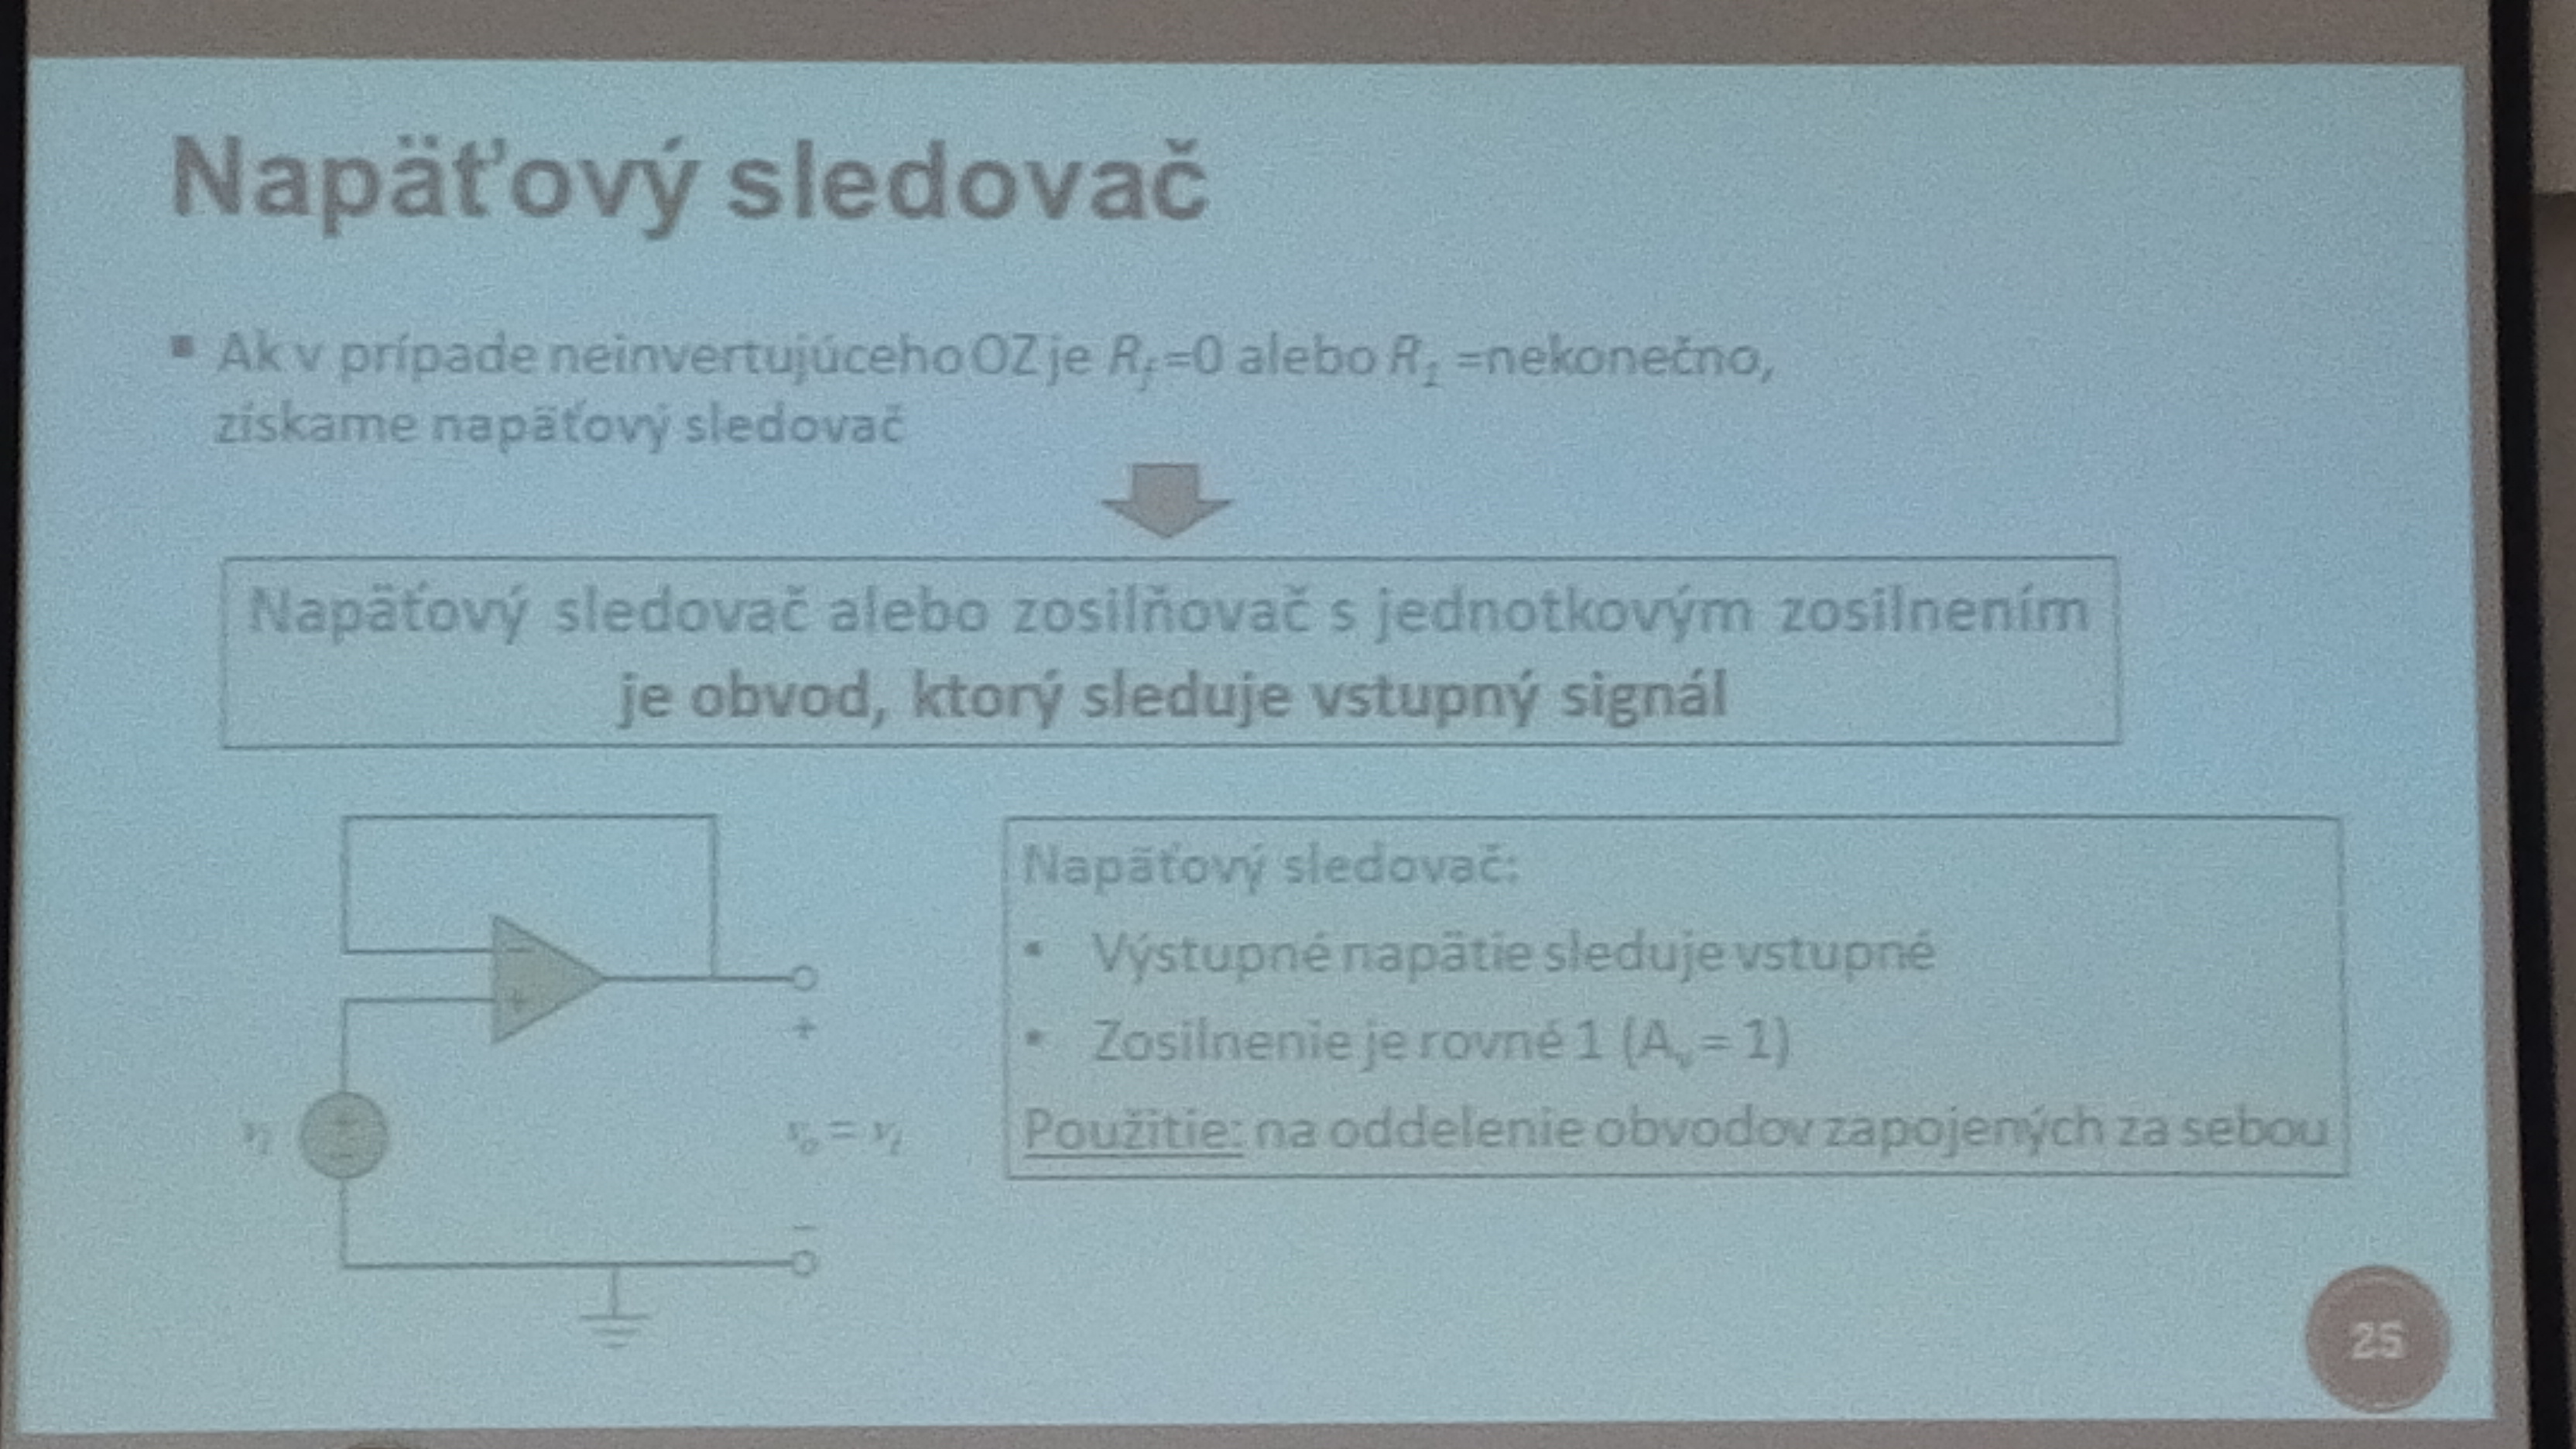 Napäťový sledovač
▪ Ak v prípade neinvertujúceho OZ je R_f=0 alebo R_1 =nekonečno,
získame napäťový sledovač
Napäťový sledovač alebo zosilňovač s jednotkovým zosilnením
je obvod, ktorý sleduje vstupný signál
Napäťový sledovač:
• Výstupné napätie sleduje vstupné
• Zosilnenie je rovné 1 (A_v = 1)
Použitie: na oddelenie obvodov zapojených za sebou
−
+
+
+
−
v_i
v_o = v_i
−
25